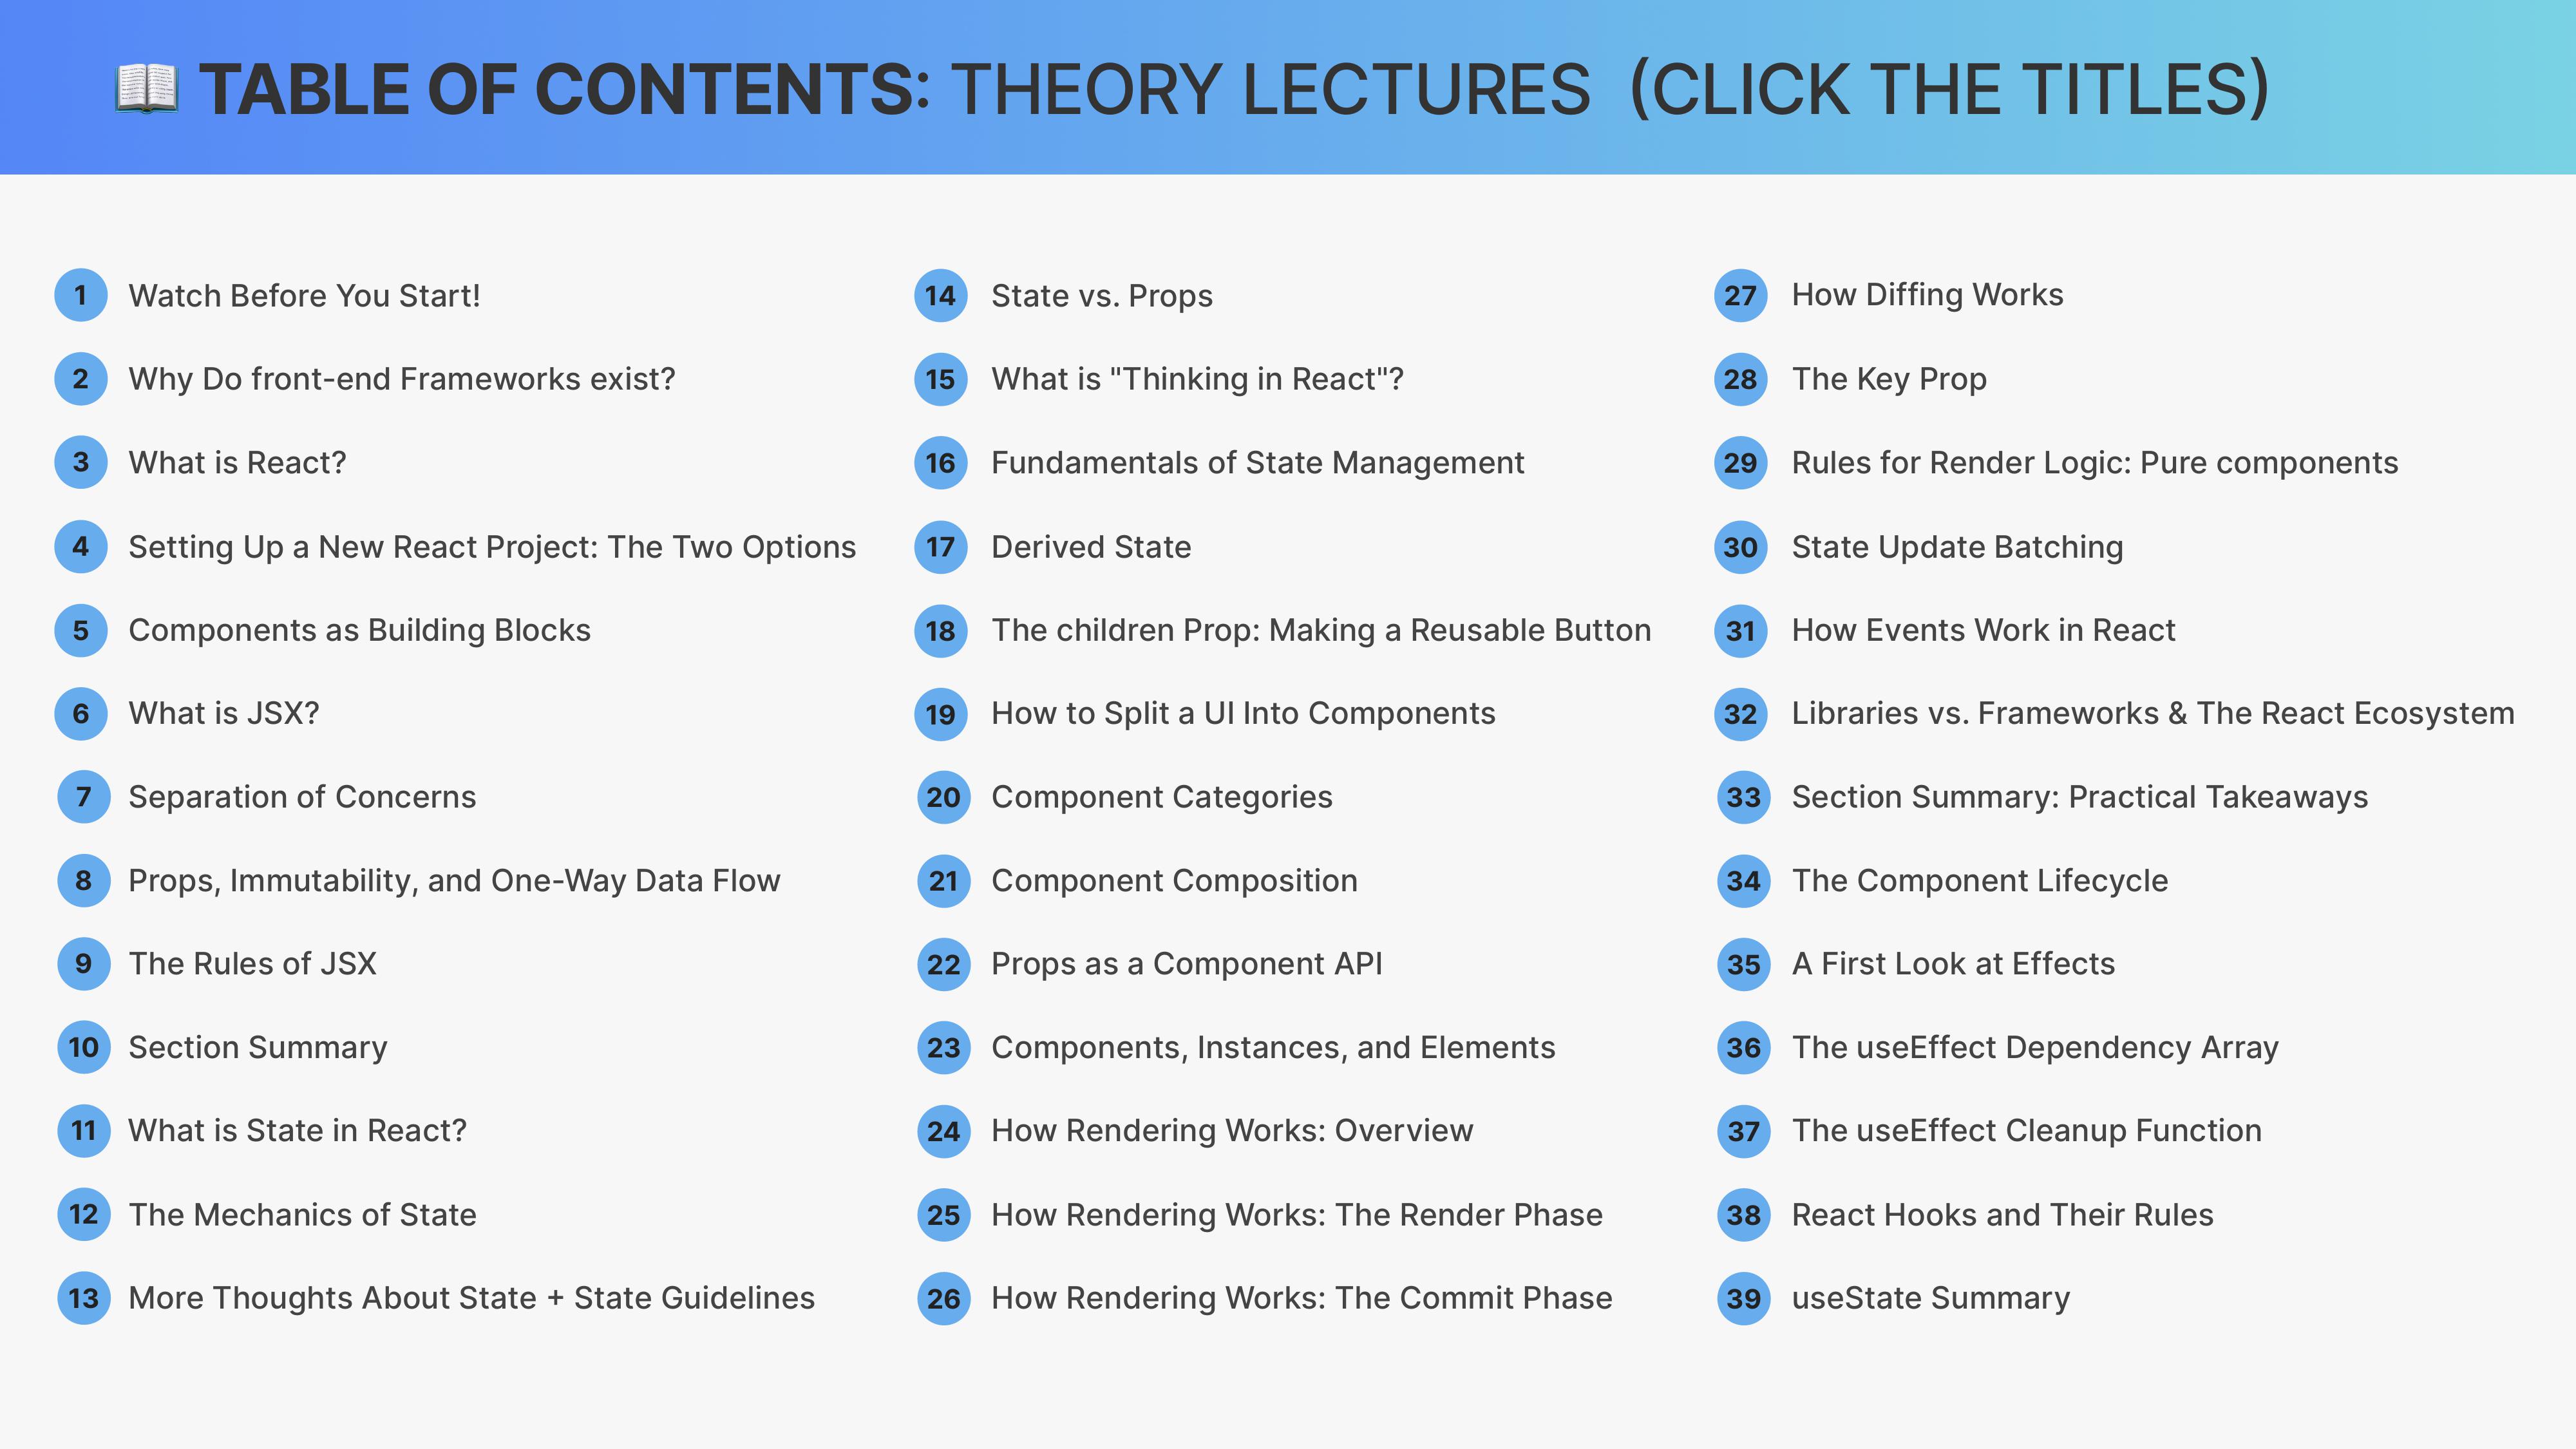 TABLE OF CONTENTS: THEORY LECTURES (CLICK THE TITLES)
1 Watch Before You Start!
2 Why Do front-end Frameworks exist?
3 What is React?
4 Setting Up a New React Project: The Two Options
5 Components as Building Blocks
6 What is JSX?
7 Separation of Concerns
8 Props, Immutability, and One-Way Data Flow
9 The Rules of JSX
10 Section Summary
11 What is State in React?
12 The Mechanics of State
13 More Thoughts About State + State Guidelines
14 State vs. Props
15 What is "Thinking in React"?
16 Fundamentals of State Management
17 Derived State
18 The children Prop: Making a Reusable Button
19 How to Split a UI Into Components
20 Component Categories
21 Component Composition
22 Props as a Component API
23 Components, Instances, and Elements
24 How Rendering Works: Overview
25 How Rendering Works: The Render Phase
26 How Rendering Works: The Commit Phase
27 How Diffing Works
28 The Key Prop
29 Rules for Render Logic: Pure components
30 State Update Batching
31 How Events Work in React
32 Libraries vs. Frameworks & The React Ecosystem
33 Section Summary: Practical Takeaways
34 The Component Lifecycle
35 A First Look at Effects
36 The useEffect Dependency Array
37 The useEffect Cleanup Function
38 React Hooks and Their Rules
39 useState Summary